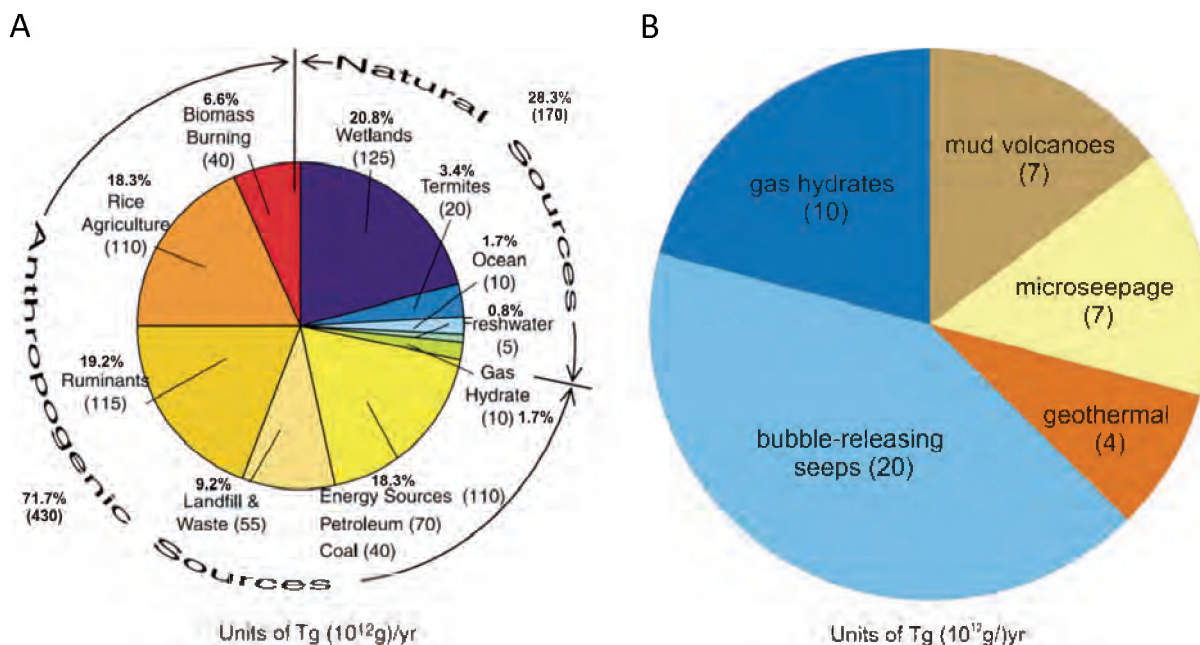 A
Natural Sources
28.3%
(170)
6.6%
Biomass
Burning
(40)
20.8%
Wetlands
(125)
3.4%
Termites
(20)
1.7%
Ocean
(10)
0.8%
Freshwater
(5)
Gas
Hydrate
(10) 1.7%
18.3%
Energy Sources (110)
Petroleum (70)
Coal (40)
9.2%
Landfill &
Waste (55)
19.2%
Ruminants
(115)
18.3%
Rice
Agriculture
(110)
Anthropogenic Sources
71.7%
(430)
Units of Tg (10¹²g)/yr
B
mud volcanoes
(7)
microseepage
(7)
geothermal
(4)
bubble-releasing
seeps (20)
gas hydrates
(10)
Units of Tg (10¹²g/)yr